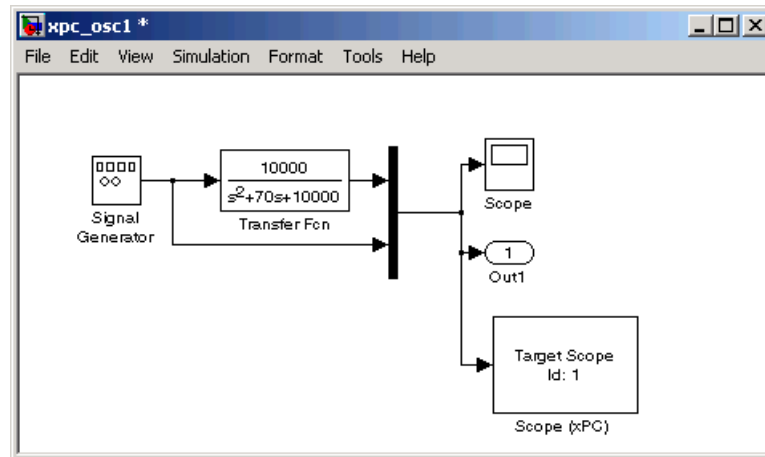 xpc_osc1 *
File Edit View Simulation Format Tools Help
10000
s²+70s+10000
Transfer Fcn
Signal
Generator
Scope
1
Out1
Target Scope
Id: 1
Scope (xPC)